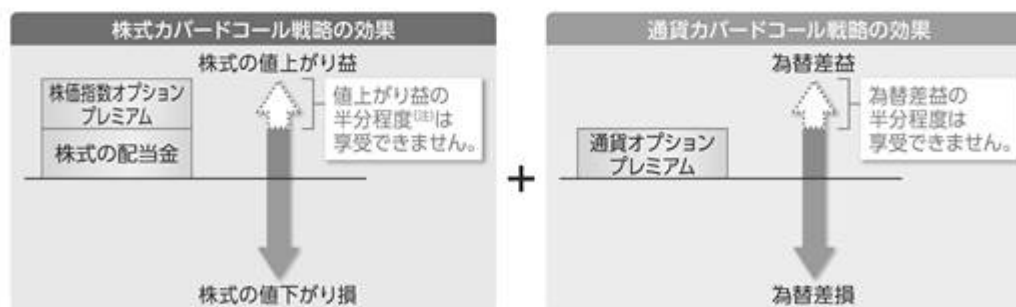 株式カバードコール戦略の効果
株式の値上がり益
株価指数オプション
プレミアム
株式の配当金
値上がり益の
半分程度(注)は
享受できません。
株式の値下がり損
+
通貨カバードコール戦略の効果
為替差益
通貨オプション
プレミアム
為替差益の
半分程度は
享受できません。
為替差損